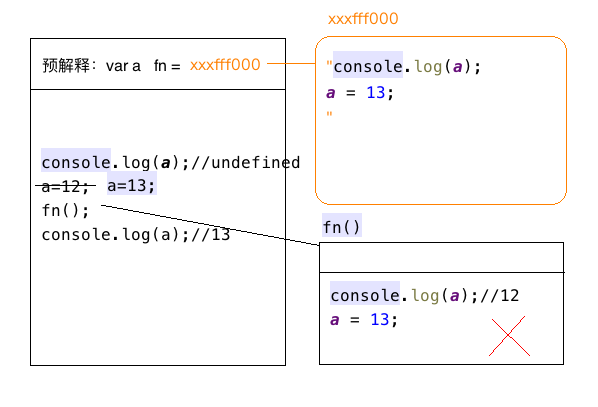 xxxfff000
预解释：var a fn = xxxfff000
"console.log(a);
a = 13;
"
console.log(a);//undefined
a=12; a=13;
fn();
console.log(a);//13
fn()
console.log(a);//12
a = 13;